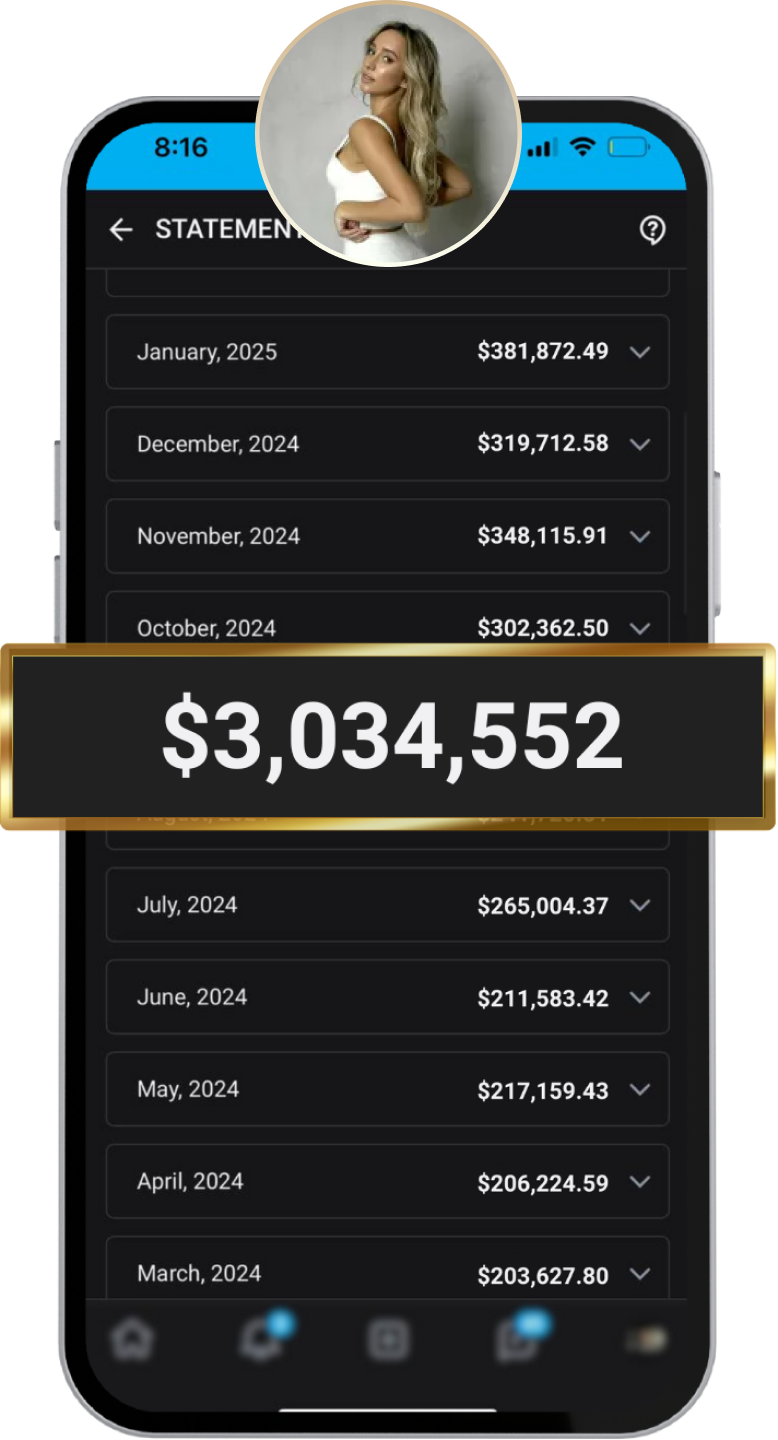 8:16
STATEMENT
January, 2025 $381,872.49
December, 2024 $319,712.58
November, 2024 $348,115.91
October, 2024 $302,362.50
$3,034,552
July, 2024 $265,004.37
June, 2024 $211,583.42
May, 2024 $217,159.43
April, 2024 $206,224.59
March, 2024 $203,627.80